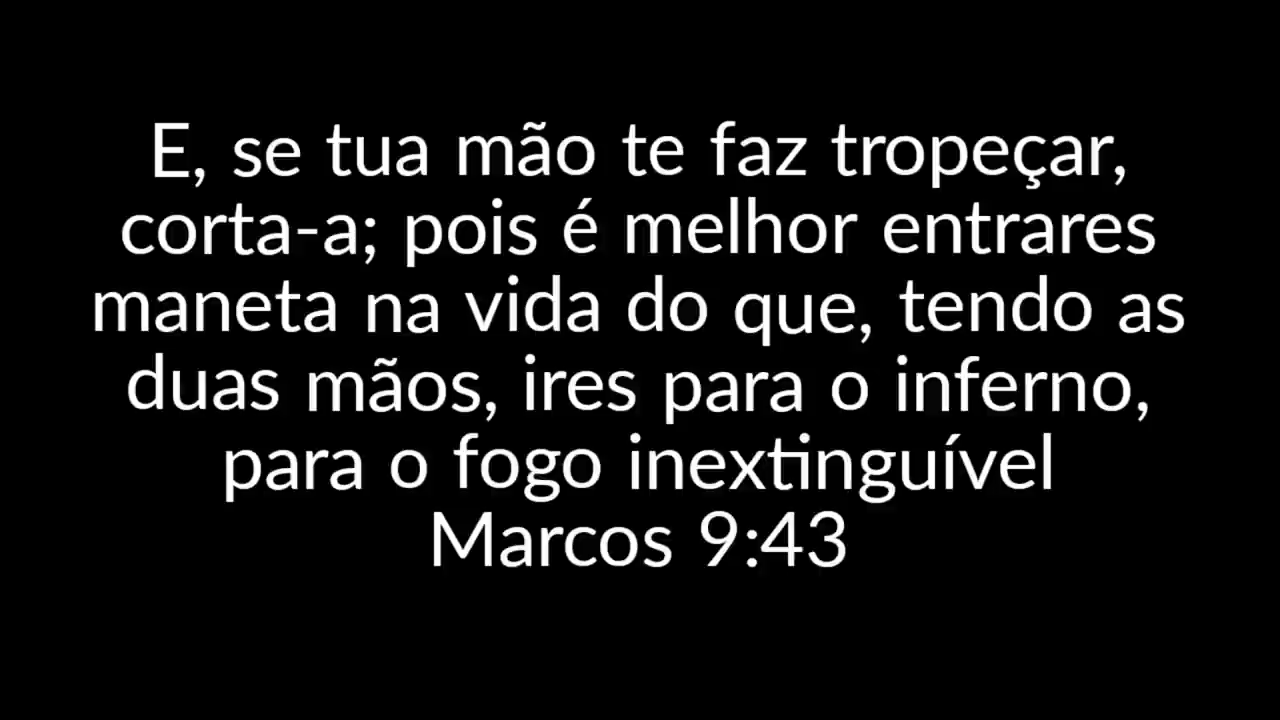 E, se tua mão te faz tropeçar,
corta-a; pois é melhor entrares
maneta na vida do que, tendo as
duas mãos, ires para o inferno,
para o fogo inextinguível
Marcos 9:43